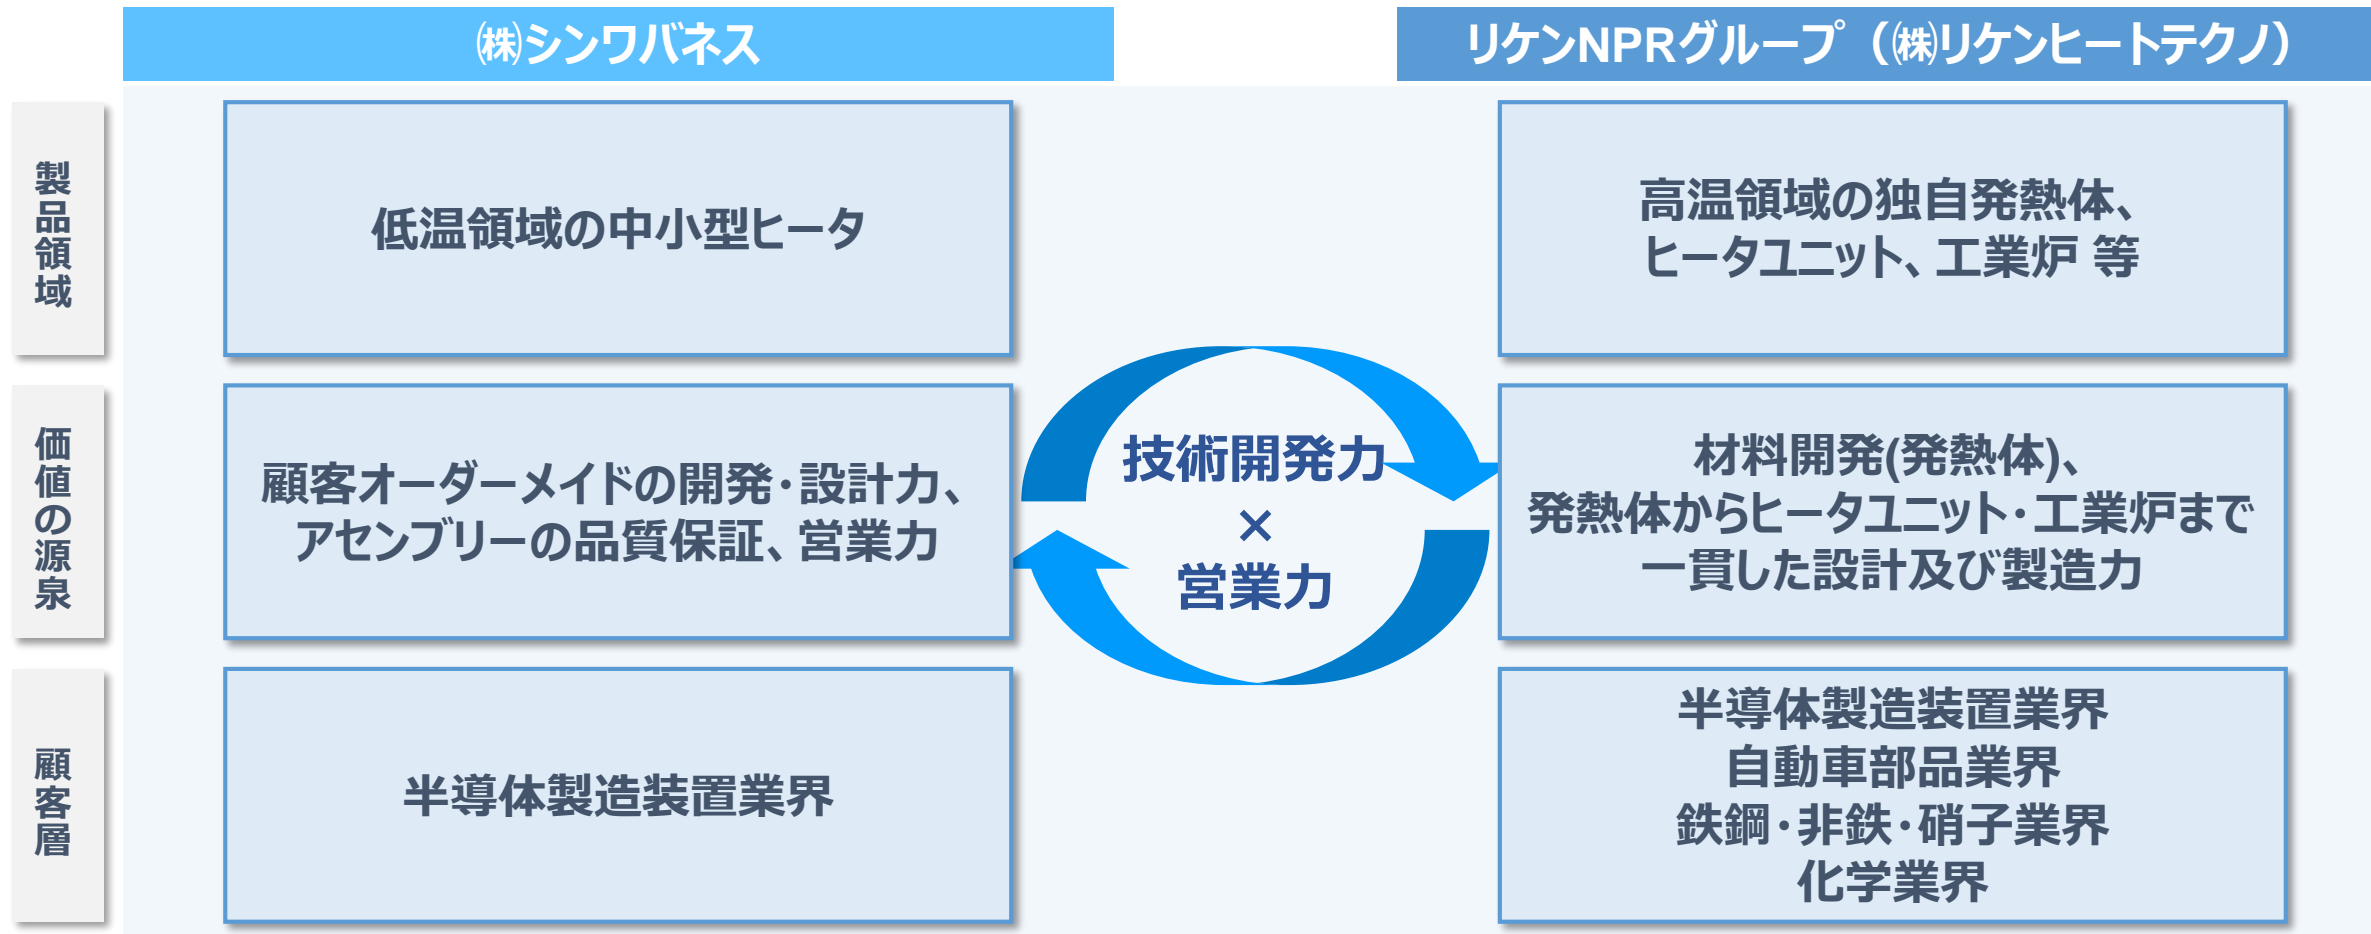 ㈱シンワバネス
リケンNPRグループ（㈱リケンヒートテクノ）
製品領域
低温領域の中小型ヒータ
高温領域の独自発熱体、
ヒータユニット、工業炉 等
価値の源泉
顧客オーダーメイドの開発・設計力、
アセンブリーの品質保証、営業力
技術開発力
×
営業力
材料開発(発熱体)、
発熱体からヒータユニット・工業炉まで
一貫した設計及び製造力
顧客層
半導体製造装置業界
半導体製造装置業界
自動車部品業界
鉄鋼・非鉄・硝子業界
化学業界